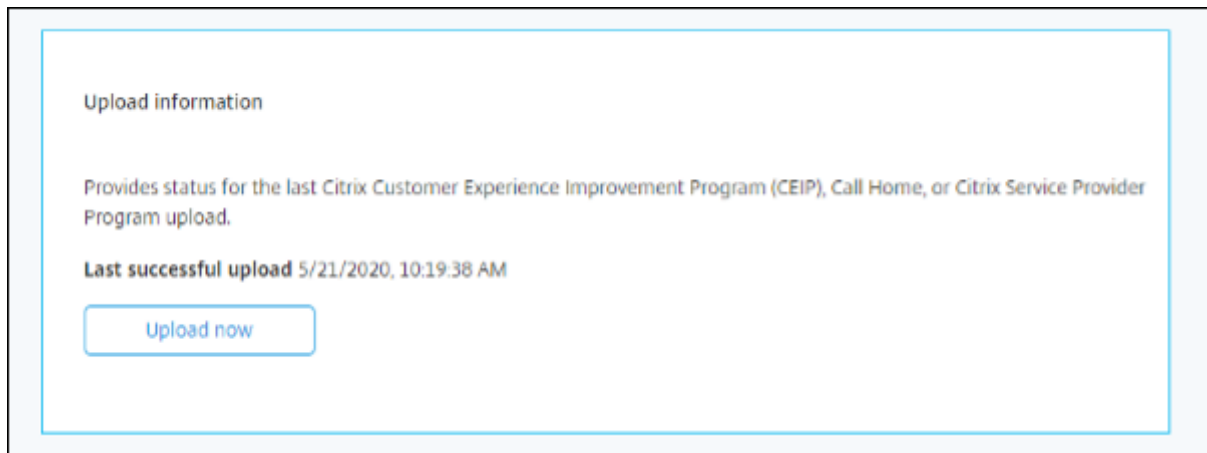 Upload information
Provides status for the last Citrix Customer Experience Improvement Program (CEIP), Call Home, or Citrix Service Provider
Program upload.
Last successful upload 5/21/2020, 10:19:38 AM
Upload now